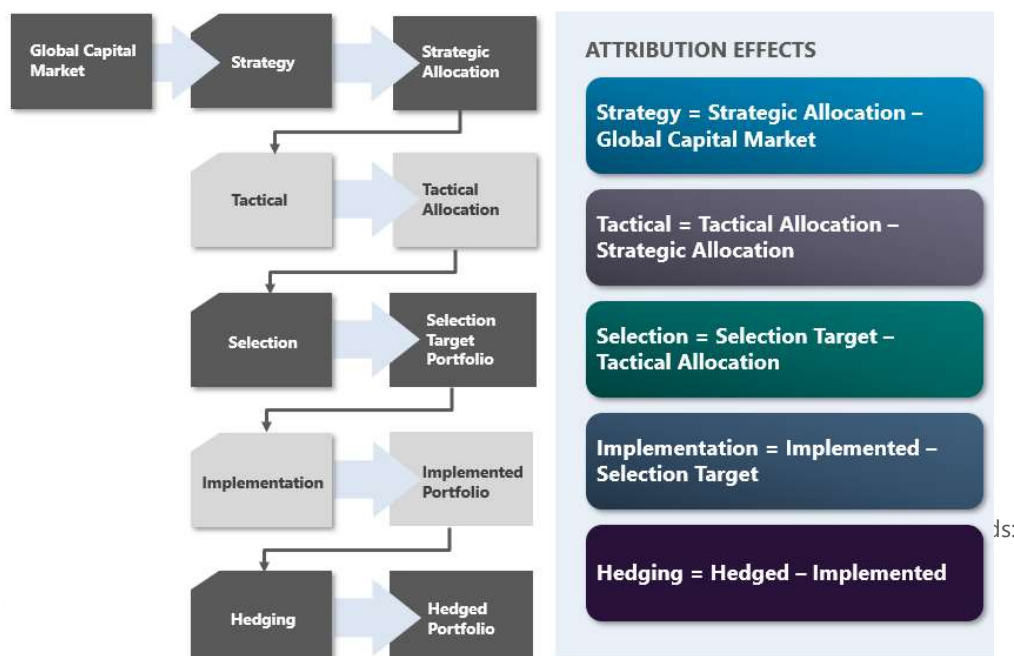 Global Capital
Market
Strategy
Strategic
Allocation
Tactical
Tactical
Allocation
Selection
Selection
Target
Portfolio
Implementation
Implemented
Portfolio
Hedging
Hedged
Portfolio
ATTRIBUTION EFFECTS
Strategy = Strategic Allocation –
Global Capital Market
Tactical = Tactical Allocation –
Strategic Allocation
Selection = Selection Target –
Tactical Allocation
Implementation = Implemented –
Selection Target
Hedging = Hedged – Implemented